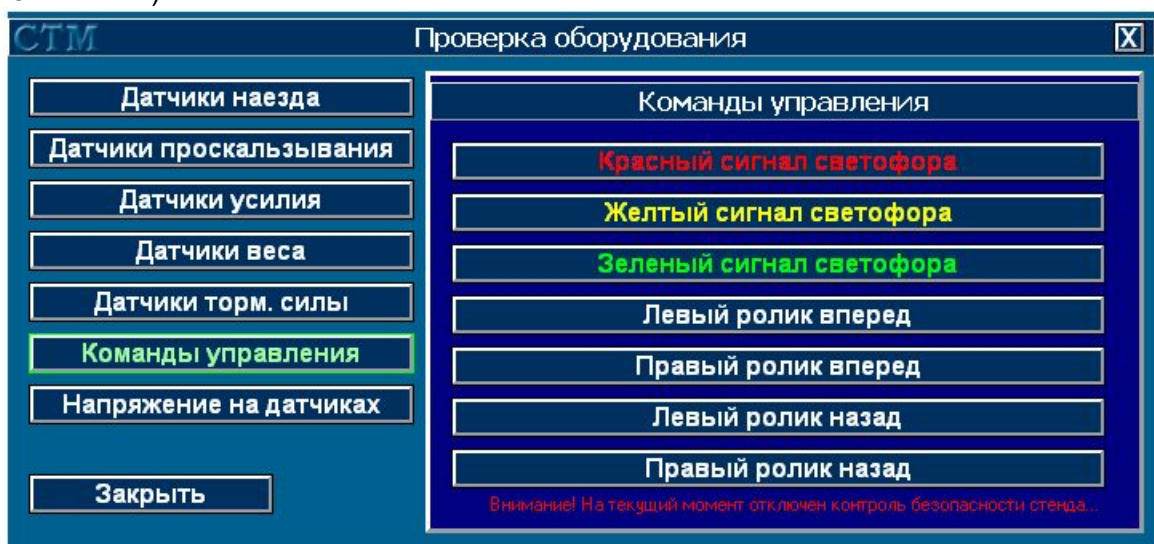 СТМ
Проверка оборудования
X
Датчики наезда
Датчики проскальзывания
Датчики усилия
Датчики веса
Датчики торм. силы
Команды управления
Напряжение на датчиках
Закрыть
Команды управления
Красный сигнал светофора
Желтый сигнал светофора
Зеленый сигнал светофора
Левый ролик вперед
Правый ролик вперед
Левый ролик назад
Правый ролик назад
Внимание! На текущий момент отключен контроль безопасности стенда...